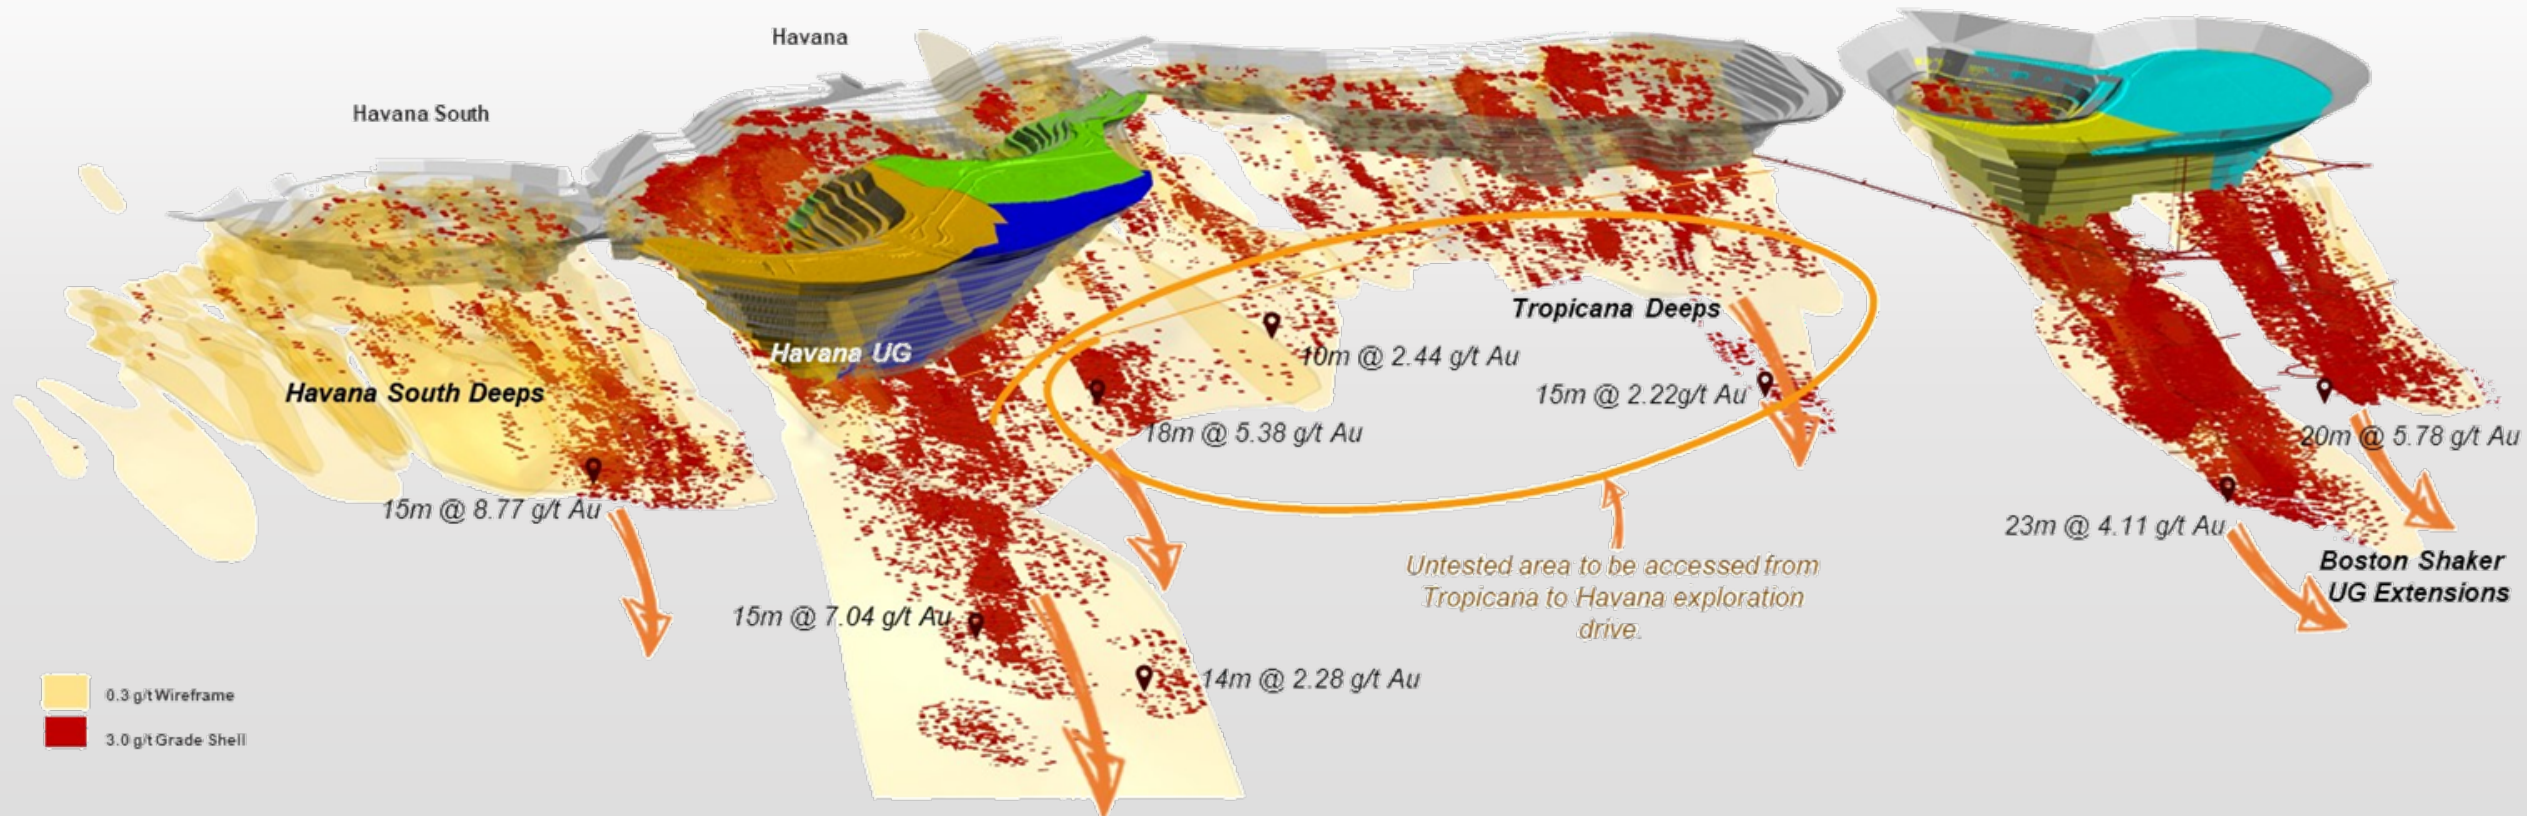 Havana
Havana South
Tropicana Deeps
Havana UG
10m @ 2.44 g/t Au
Havana South Deeps
15m @ 2.22g/t Au
18m @ 5.38 g/t Au
20m @ 5.78 g/t Au
15m @ 8.77 g/t Au
23m @ 4.11 g/t Au
Untested area to be accessed from
Tropicana to Havana exploration
drive.
Boston Shaker
UG Extensions
15m @ 7.04 g/t Au
14m @ 2.28 g/t Au
0.3 g/t Wireframe
3.0 g/t Grade Shell